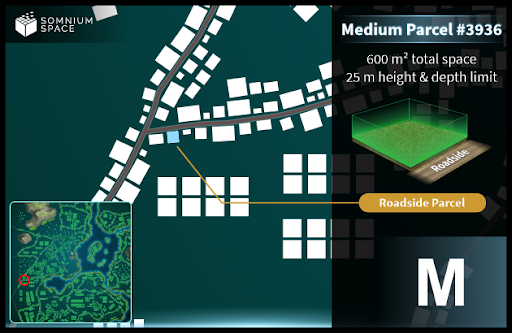 SOMNIUM
SPACE
Medium Parcel #3936
600 m² total space
25 m height & depth limit
Roadside
Roadside Parcel
M